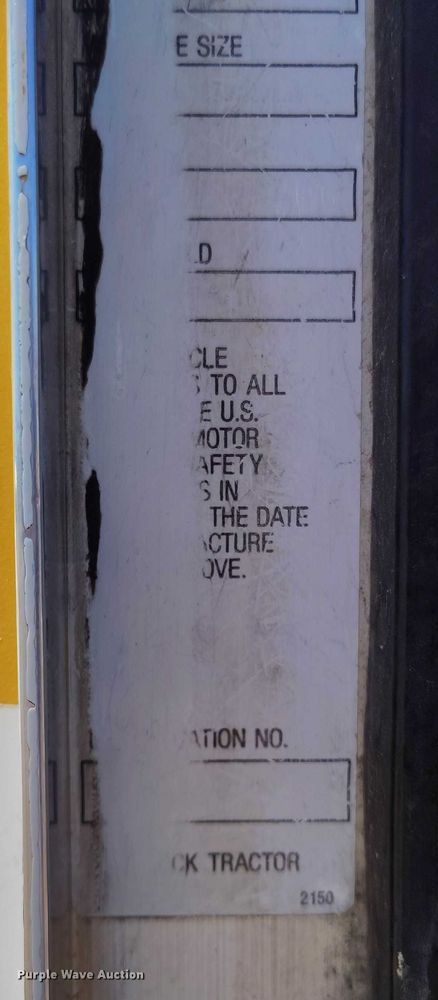 E SIZE
LD
CLE
S TO ALL
E U.S.
MOTOR
AFETY
S IN
THE DATE
ACTURE
OVE.
ATION NO.
CK TRACTOR
2150
Purple Wave Auction